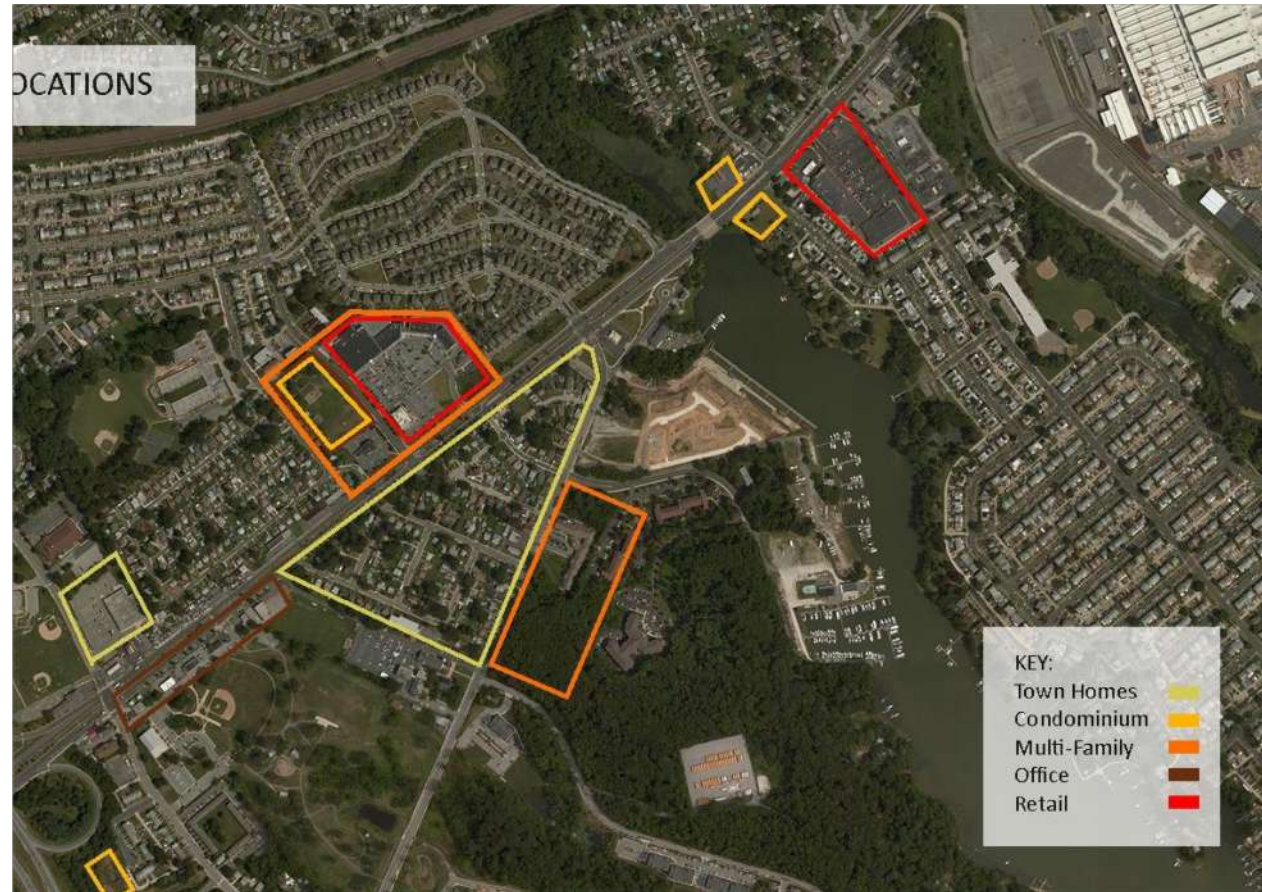 OCATIONS
KEY:
Town Homes
Condominium
Multi-Family
Office
Retail